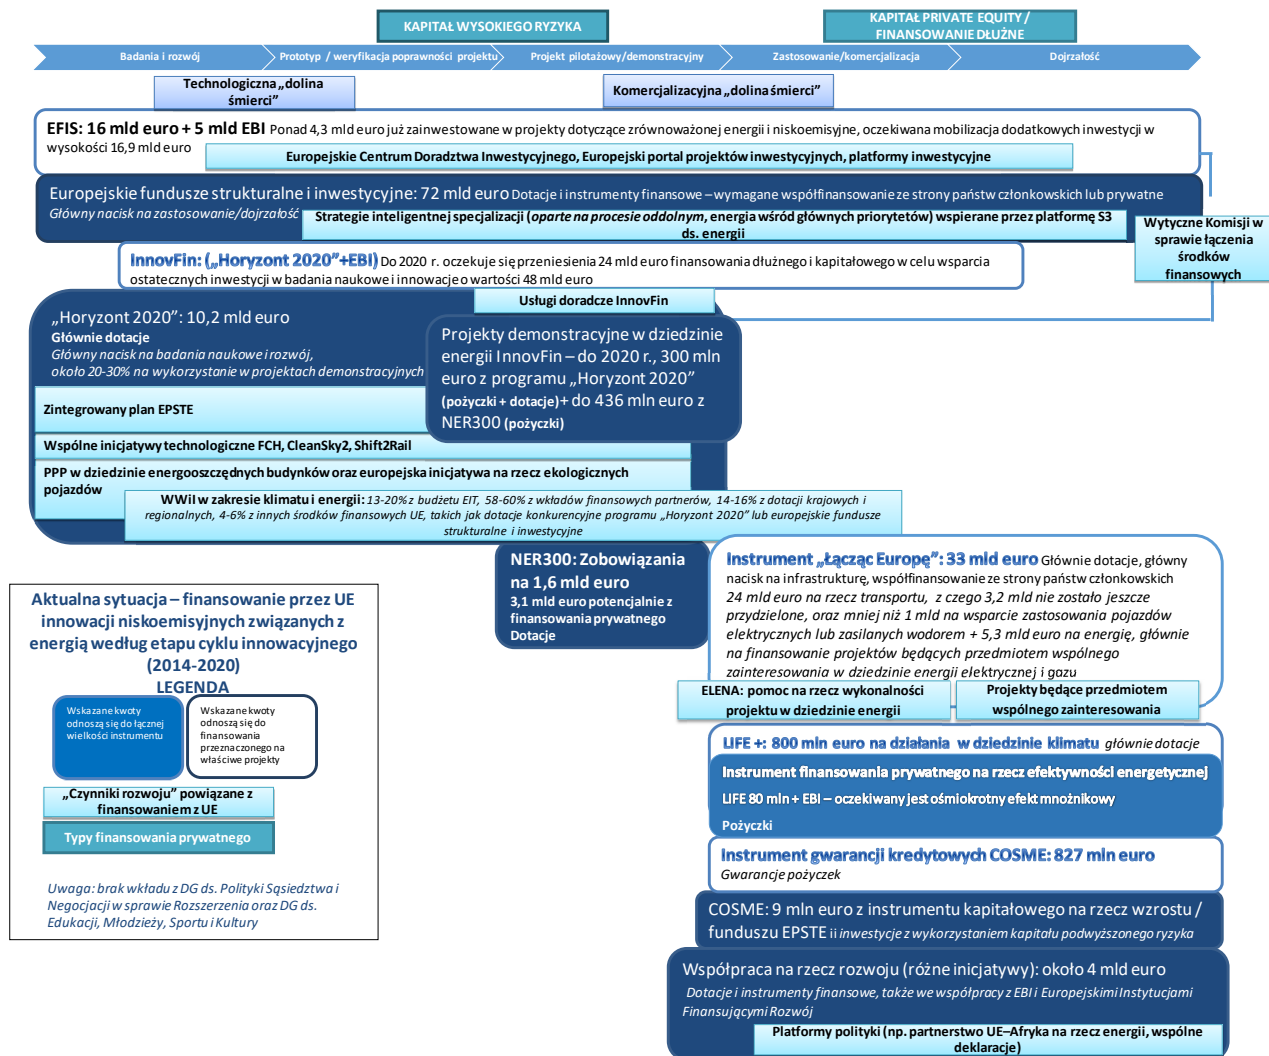 KAPITAŁ WYSOKIEGO RYZYKA
KAPITAŁ PRIVATE EQUITY /
FINANSOWANIE DŁUŻNE
Badania i rozwój
Prototyp / weryfikacja poprawności projektu
Projekt pilotażowy/demonstracyjny
Zastosowanie/komercjalizacja
Dojrzałość
Technologiczna „dolina
śmierci”
Komercjalizacyjna „dolina śmierci”
EFIS: 16 mld euro + 5 mld EBI Ponad 4,3 mld euro już zainwestowane w projekty dotyczące zrównoważonej energii i niskoemisyjne, oczekiwana mobilizacja dodatkowych inwestycji w
wysokości 16,9 mld euro
Europejskie Centrum Doradztwa Inwestycyjnego, Europejski portal projektów inwestycyjnych, platformy inwestycyjne
Europejskie fundusze strukturalne i inwestycyjne: 72 mld euro Dotacje i instrumenty finansowe – wymagane współfinansowanie ze strony państw członkowskich lub prywatne
Główny nacisk na zastosowanie/dojrzałość
Strategie inteligentnej specjalizacji (oparte na procesie oddolnym, energia wśród głównych priorytetów) wspierane przez platformę S3
ds. energii
Wytyczne Komisji w
sprawie łączenia
środków
finansowych
InnovFin: („Horyzont 2020”+EBI) Do 2020 r. oczekuje się przeniesienia 24 mld euro finansowania dłużnego i kapitałowego w celu wsparcia
ostatecznych inwestycji w badania naukowe i innowacje o wartości 48 mld euro
Usługi doradcze InnovFin
„Horyzont 2020”: 10,2 mld euro
Głównie dotacje
Główny nacisk na badania naukowe i rozwój,
około 20-30% na wykorzystanie w projektach demonstracyjnych
Projekty demonstracyjne w dziedzinie
energii InnovFin – do 2020 r., 300 mln
euro z programu „Horyzont 2020”
(pożyczki + dotacje)+ do 436 mln euro z
NER300 (pożyczki)
Zintegrowany plan EPSTE
Wspólne inicjatywy technologiczne FCH, CleanSky2, Shift2Rail
PPP w dziedzinie energooszczędnych budynków oraz europejska inicjatywa na rzecz ekologicznych
pojazdów
WWiI w zakresie klimatu i energii: 13-20% z budżetu EIT, 58-60% z wkładów finansowych partnerów, 14-16% z dotacji krajowych i
regionalnych, 4-6% z innych środków finansowych UE, takich jak dotacje konkurencyjne programu „Horyzont 2020” lub europejskie fundusze
strukturalne i inwestycyjne
NER300: Zobowiązania
na 1,6 mld euro
3,1 mld euro potencjalnie z
finansowania prywatnego
Dotacje
Instrument „Łącząc Europę”: 33 mld euro Głównie dotacje, główny
nacisk na infrastrukturę, współfinansowanie ze strony państw członkowskich
24 mld euro na rzecz transportu, z czego 3,2 mld nie zostało jeszcze
przydzielone, oraz mniej niż 1 mld na wsparcie zastosowania pojazdów
elektrycznych lub zasilanych wodorem + 5,3 mld euro na energię, głównie
na finansowanie projektów będących przedmiotem wspólnego
zainteresowania w dziedzinie energii elektrycznej i gazu
ELENA: pomoc na rzecz wykonalności
projektu w dziedzinie energii
Projekty będące przedmiotem
wspólnego zainteresowania
LIFE +: 800 mln euro na działania w dziedzinie klimatu głównie dotacje
Instrument finansowania prywatnego na rzecz efektywności energetycznej
LIFE 80 mln + EBI – oczekiwany jest ośmiokrotny efekt mnożnikowy
Pożyczki
Instrument gwarancji kredytowych COSME: 827 mln euro
Gwarancje pożyczek
COSME: 9 mln euro z instrumentu kapitałowego na rzecz wzrostu /
funduszu EPSTE ii inwestycje z wykorzystaniem kapitału podwyższonego ryzyka
Współpraca na rzecz rozwoju (różne inicjatywy): około 4 mld euro
Dotacje i instrumenty finansowe, także we współpracy z EBI i Europejskimi Instytucjami
Finansującymi Rozwój
Platformy polityki (np. partnerstwo UE–Afryka na rzecz energii, wspólne
deklaracje)
Aktualna sytuacja – finansowanie przez UE
innowacji niskoemisyjnych związanych z
energią według etapu cyklu innowacyjnego
(2014-2020)
LEGENDA
Wskazane kwoty
odnoszą się do łącznej
wielkości instrumentu
Wskazane kwoty
odnoszą się do
finansowania
przeznaczonego na
właściwe projekty
„Czynniki rozwoju” powiązane z
finansowaniem z UE
Typy finansowania prywatnego
Uwaga: brak wkładu z DG ds. Polityki Sąsiedztwa i
Negocjacji w sprawie Rozszerzenia oraz DG ds.
Edukacji, Młodzieży, Sportu i Kultury